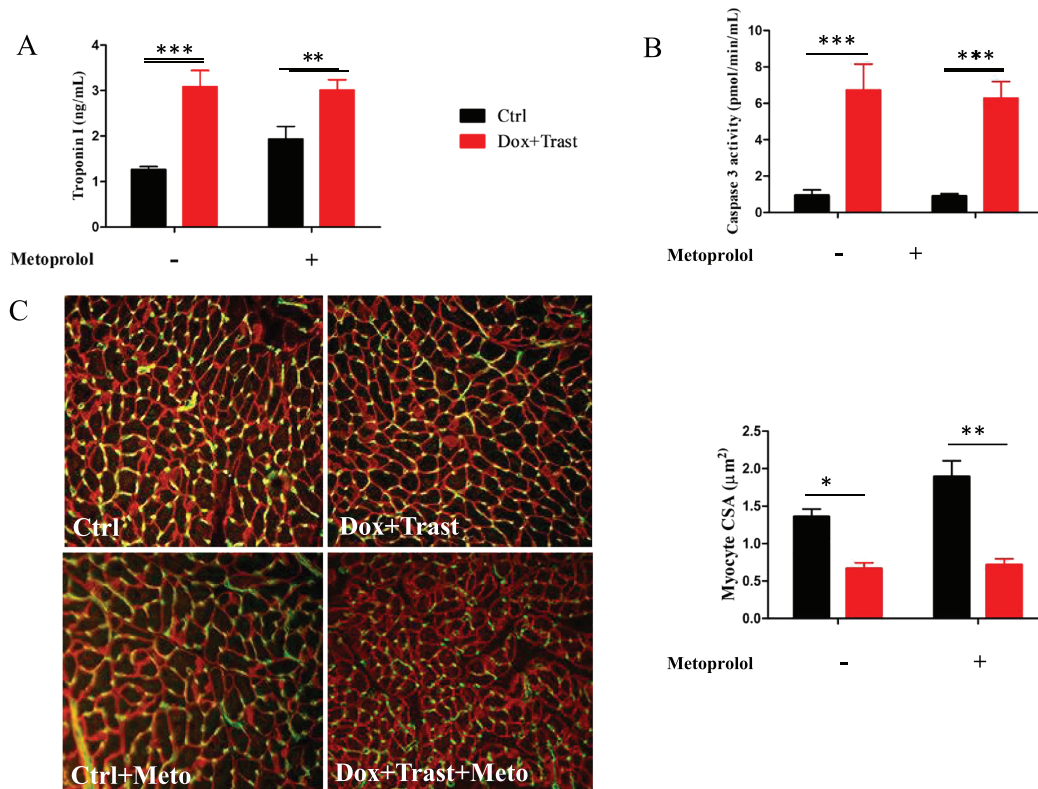 A
Troponin I (ng/mL)
4
3
2
1
0
***
**
Metoprolol - +
Ctrl
Dox+Trast
B
Caspase 3 activity (pmol/min/mL)
10
8
6
4
2
0
***
***
Metoprolol - +
C
Ctrl
Dox+Trast
Ctrl+Meto
Dox+Trast+Meto
Myocyte CSA (μm²)
2.5
2.0
1.5
1.0
0.5
0.0
*
**
Metoprolol - +